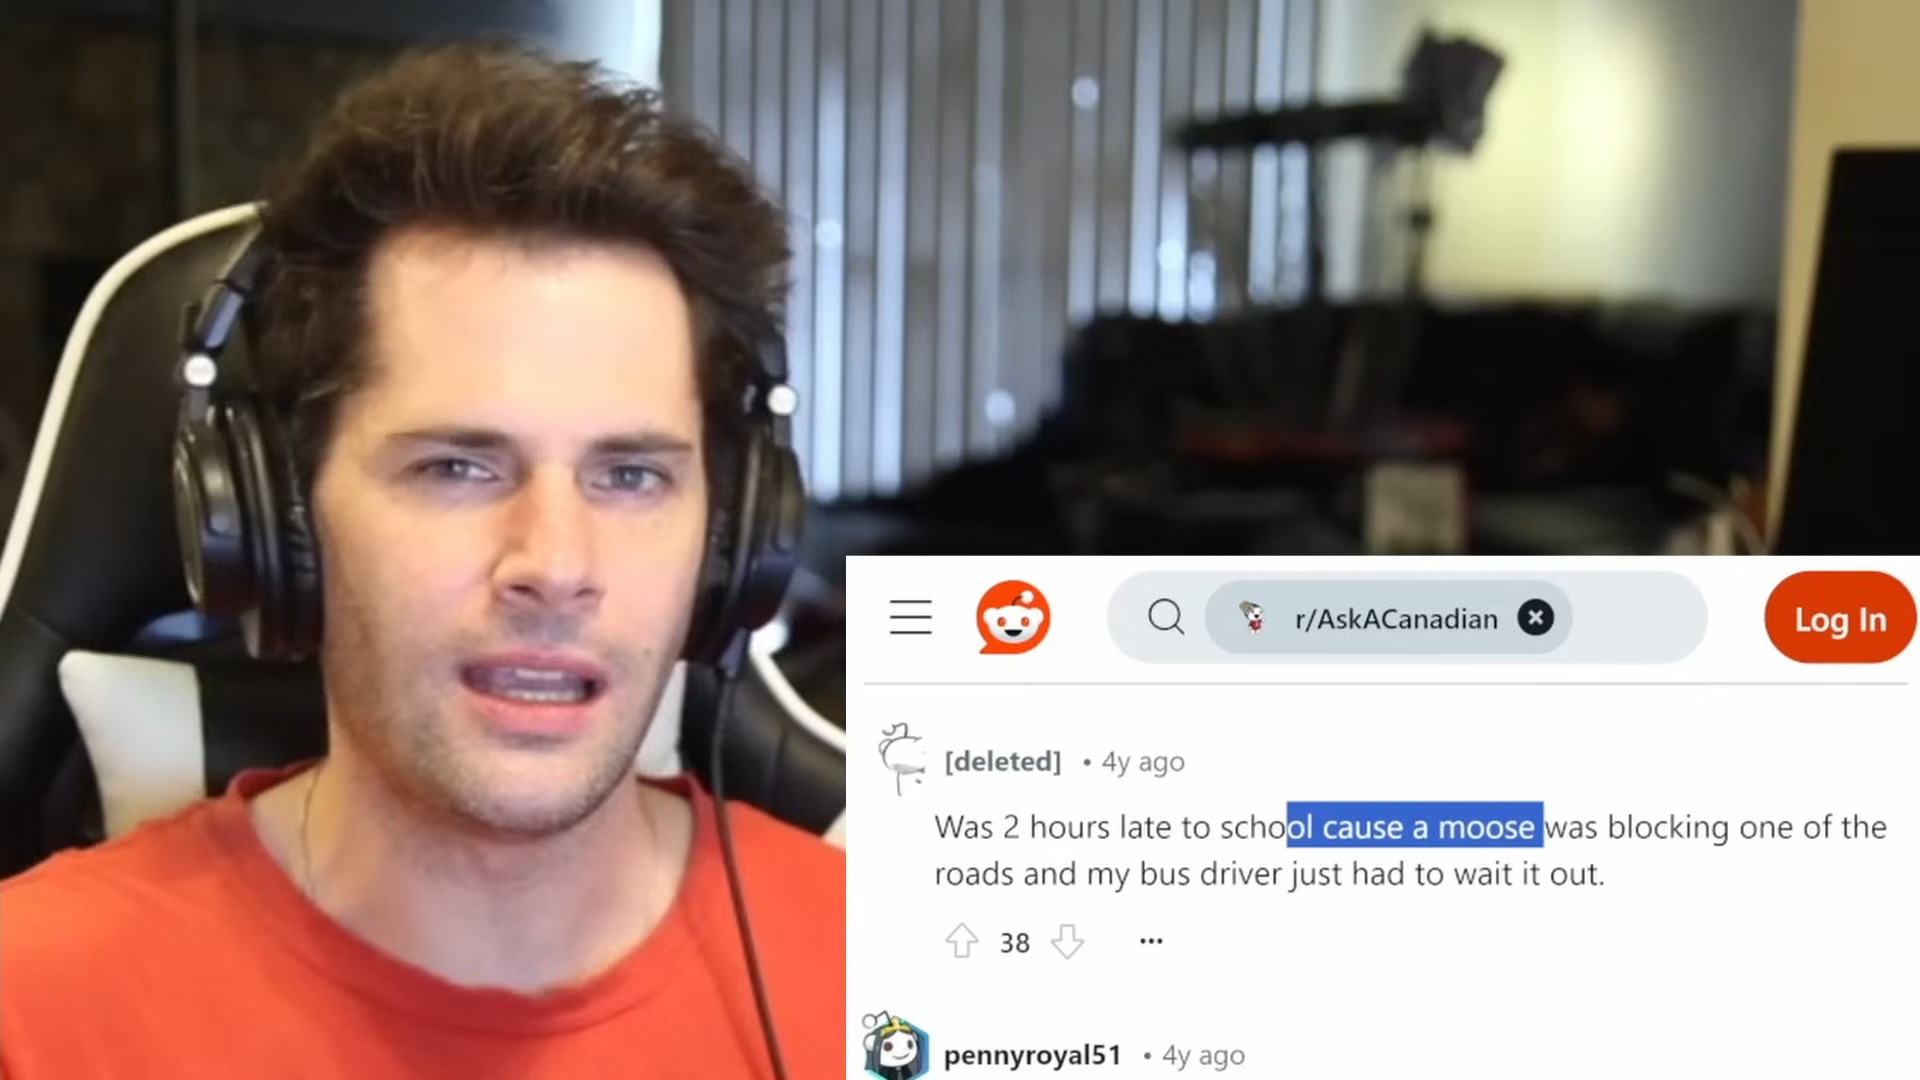 r/AskACanadian
Log In
[deleted] • 4y ago
Was 2 hours late to school cause a moose was blocking one of the
roads and my bus driver just had to wait it out.
38 ...
pennyroyal51 • 4y ago